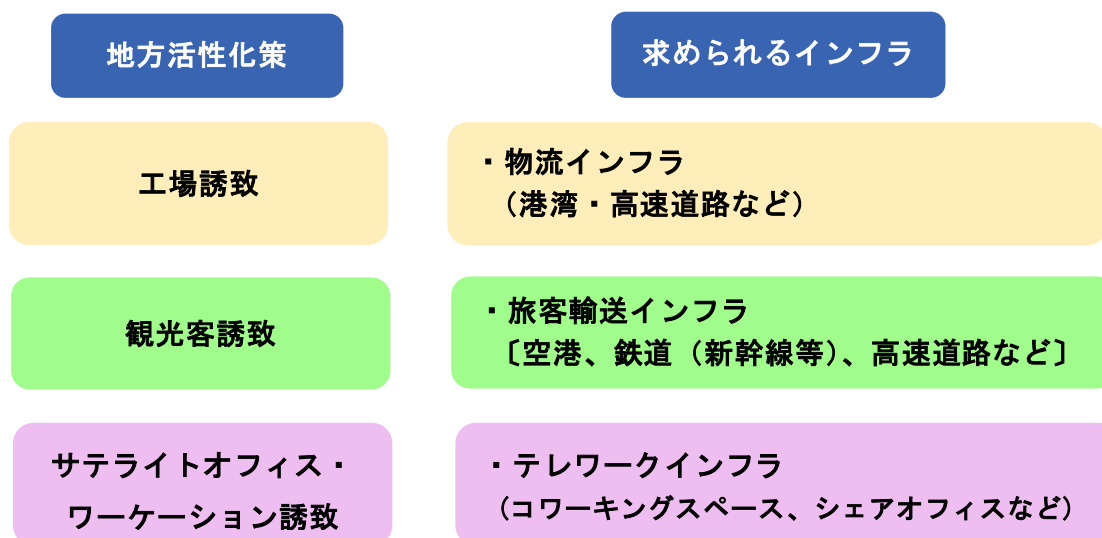 地方活性化策
求められるインフラ
工場誘致
・物流インフラ
（港湾・高速道路など）
観光客誘致
・旅客輸送インフラ
〔空港、鉄道（新幹線等）、高速道路など〕
サテライトオフィス・
ワーケーション誘致
・テレワークインフラ
（コワーキングスペース、シェアオフィスなど）